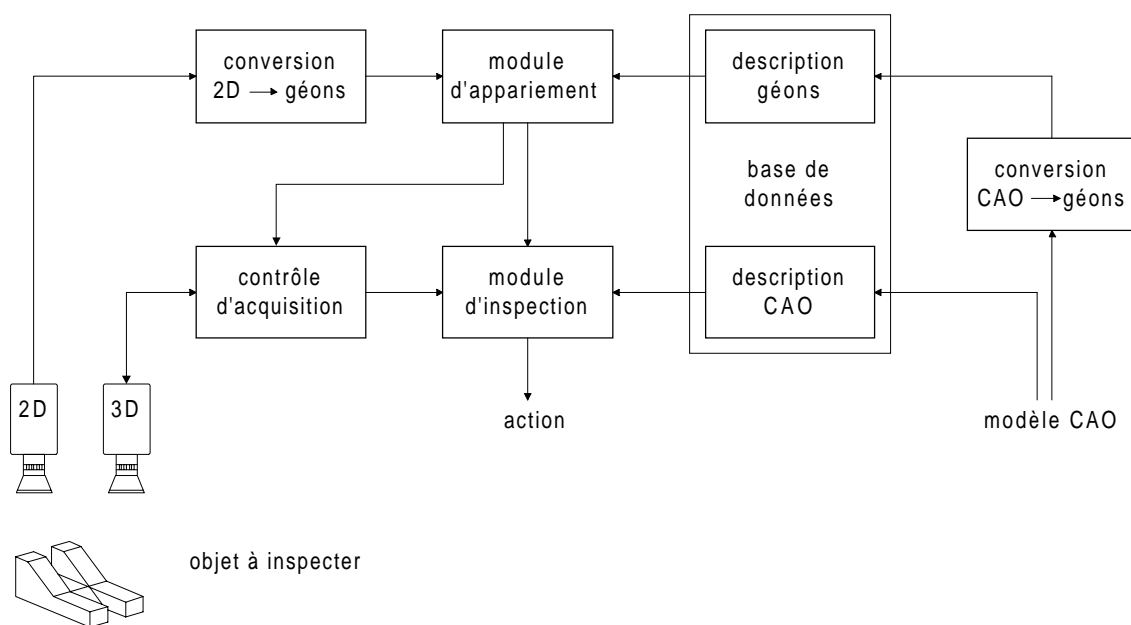 conversion
2D → géons
module
d'appariement
description
géons
base de
données
conversion
CAO → géons
contrôle
d'acquisition
module
d'inspection
description
CAO
2D
3D
action
modèle CAO
objet à inspecter